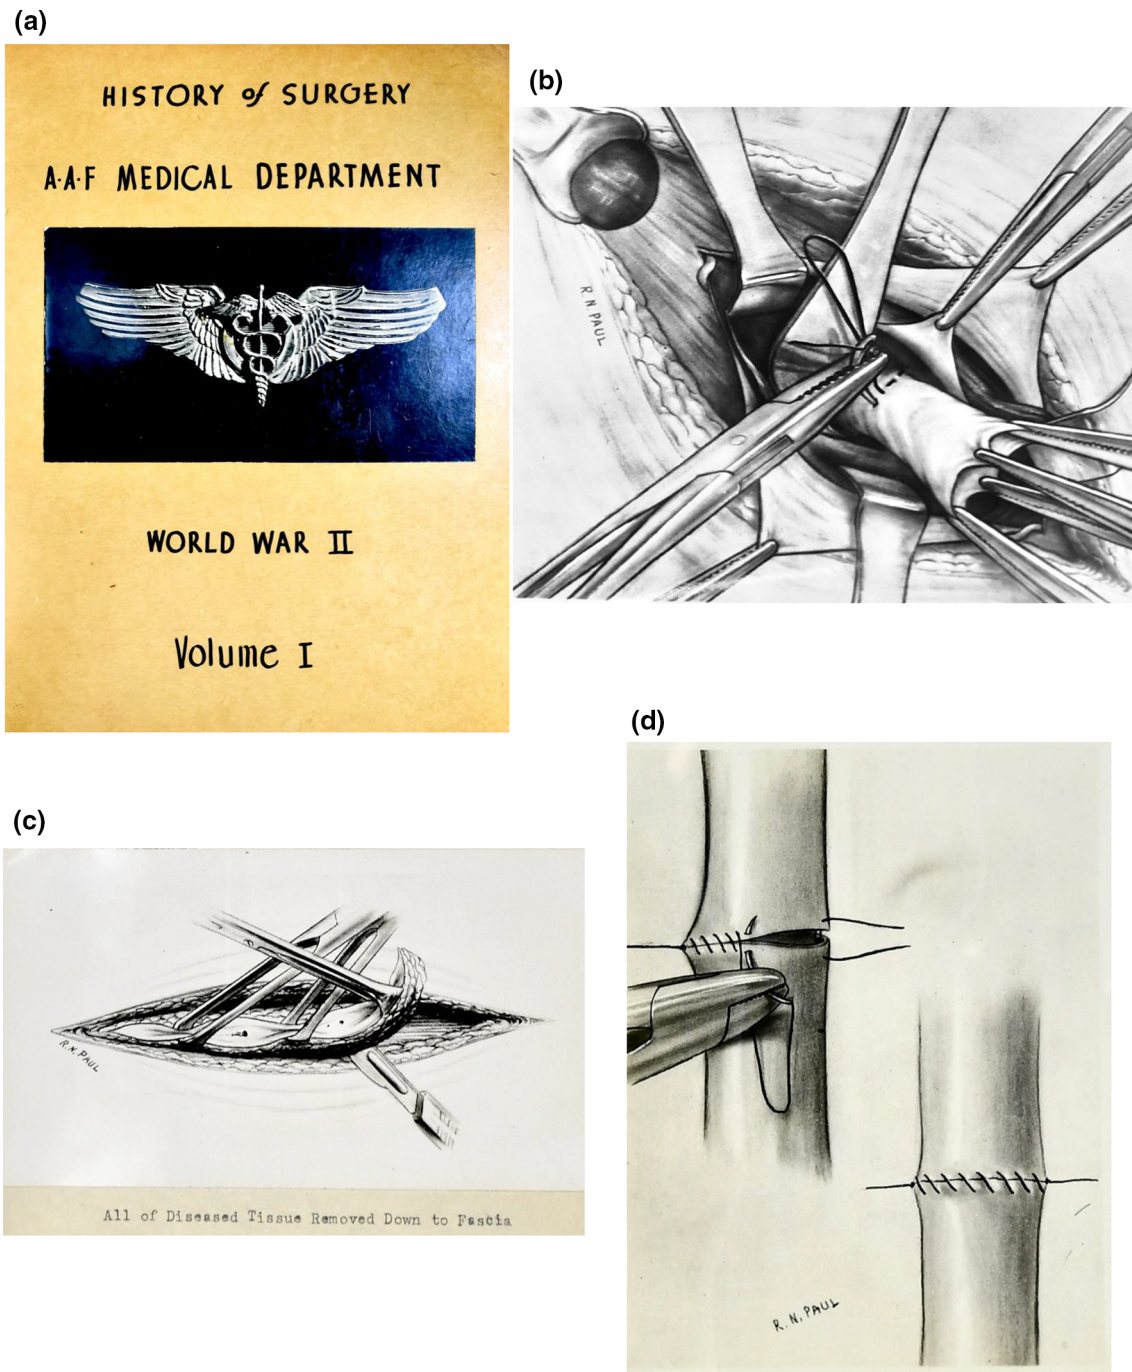 (a)
HISTORY of SURGERY
A·A·F MEDICAL DEPARTMENT
WORLD WAR II
Volume I
(b)
R. N. PAUL
(c)
R. N. PAUL
All of Diseased Tissue Removed Down to Fascia
(d)
R. N. PAUL